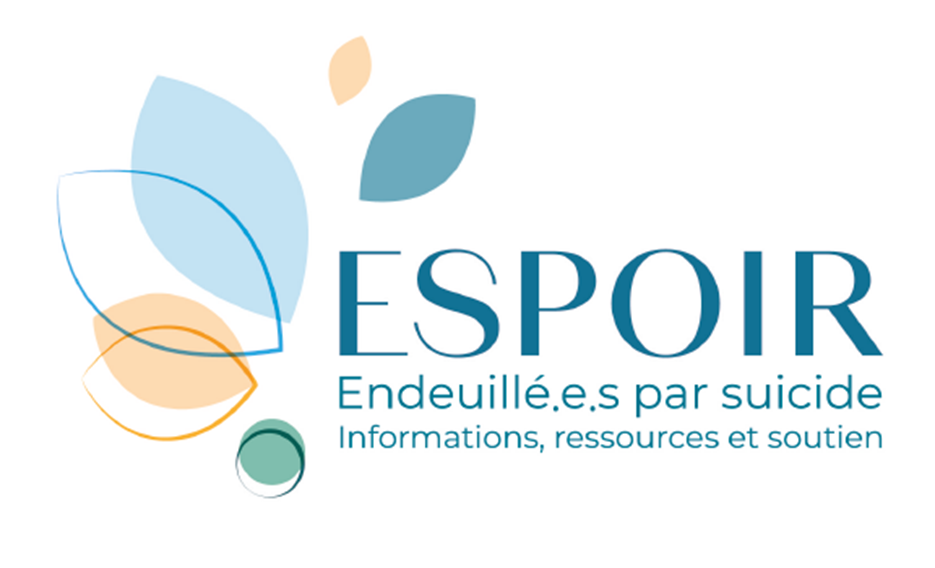 ESPOIR
Endeuillé.e.s par suicide
Informations, ressources et soutien